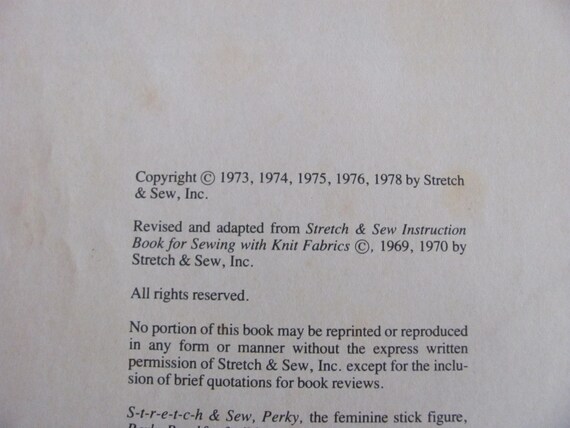 Copyright © 1973, 1974, 1975, 1976, 1978 by Stretch
& Sew, Inc.
Revised and adapted from Stretch & Sew Instruction
Book for Sewing with Knit Fabrics ©, 1969, 1970 by
Stretch & Sew, Inc.
All rights reserved.
No portion of this book may be reprinted or reproduced
in any form or manner without the express written
permission of Stretch & Sew, Inc. except for the inclu-
sion of brief quotations for book reviews.
S-t-r-e-t-c-h & Sew, Perky, the feminine stick figure,